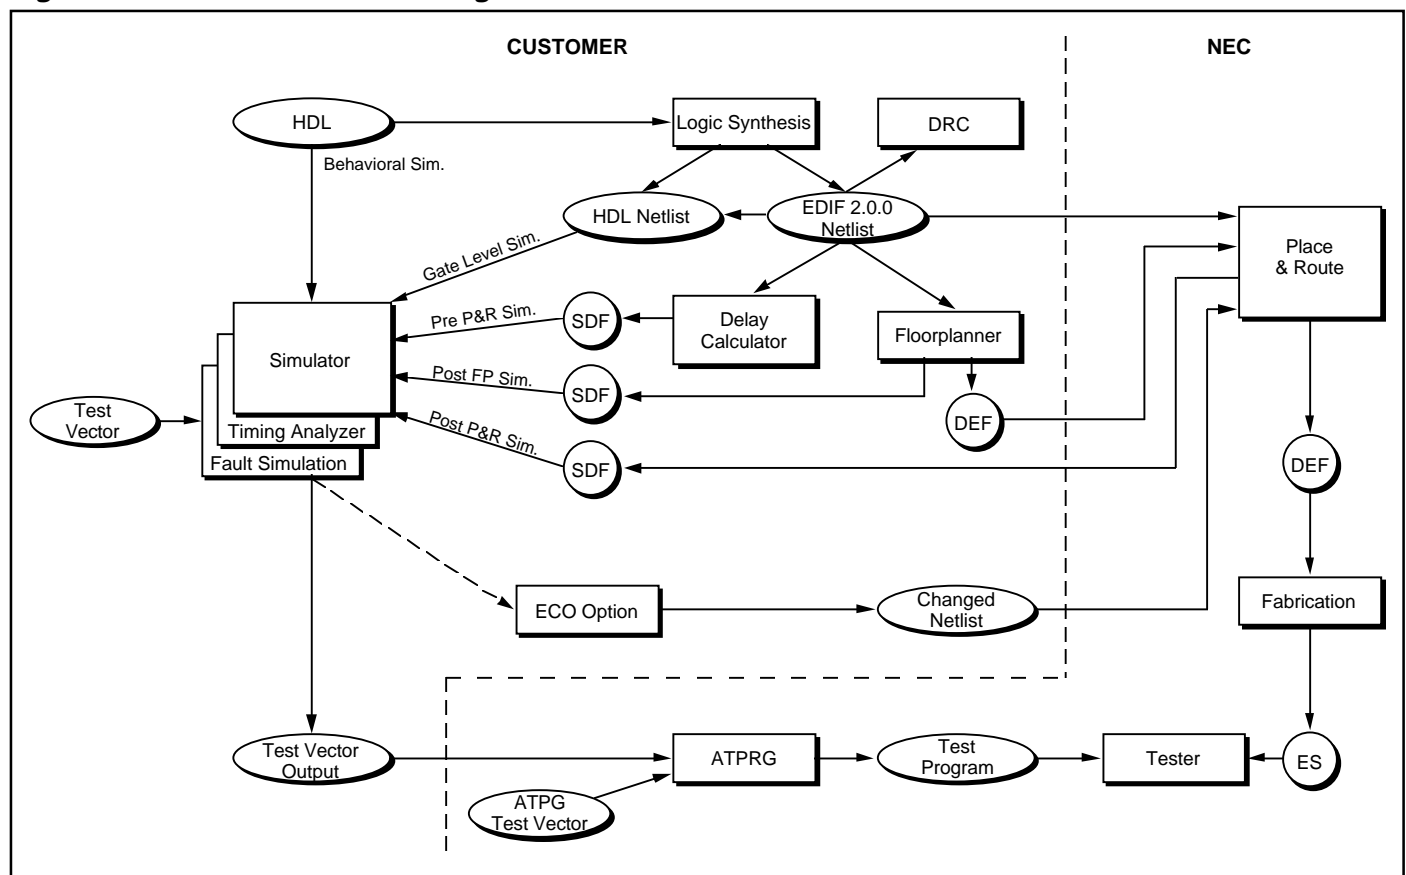 CUSTOMER
NEC
HDL
Logic Synthesis
DRC
Behavioral Sim.
HDL Netlist
EDIF 2.0.0
Netlist
Place
& Route
Gate Level Sim.
Pre P&R Sim.
SDF
Delay
Calculator
Floorplanner
Simulator
Post FP Sim.
SDF
Test
Vector
Timing Analyzer
Post P&R Sim.
DEF
Fault Simulation
SDF
DEF
ECO Option
Changed
Netlist
Fabrication
Test Vector
Output
ATPRG
Test
Program
Tester
ES
ATPG
Test Vector